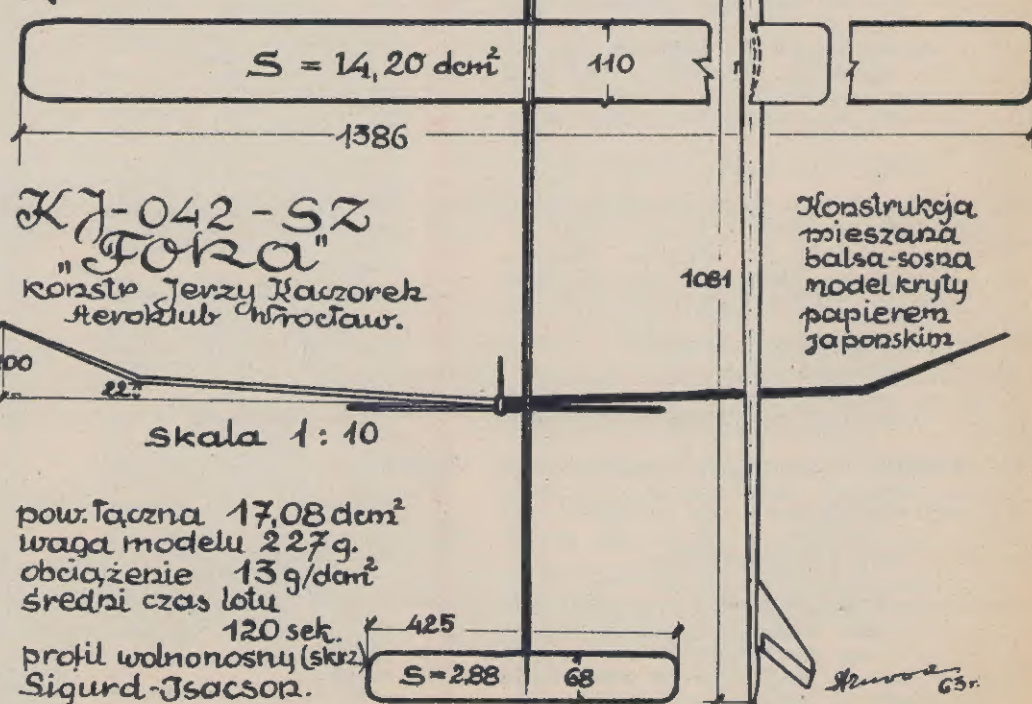 S = 14,20 dcm²
110
1386
KJ-042-SZ
"FOKA"
konstr Jerzy Kaczorek
Aeroklub Wrocław.
1081
Konstrukcja
mieszana
balsa-sosna
model kryty
papierem
japonskim
22
skala 1:10
pow. łączna 17,08 dcm²
waga modelu 227 g.
obciążenie 13 g/dcm²
średni czas lotu
120 sek.
profil wolnonosny (skrz)
Sigurd-Isacson.
425
S=2,88
68
63r.